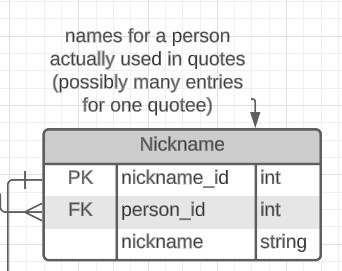 names for a person
actually used in quotes
(possibly many entries
for one quotee)
Nickname
PK nickname_id int
FK person_id int
nickname string